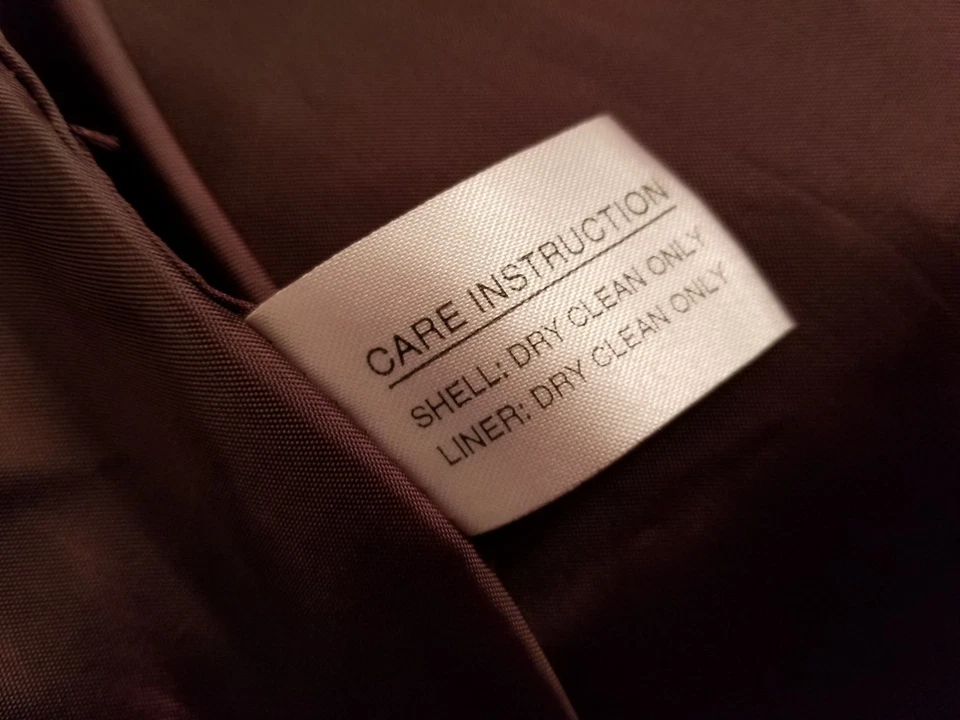 CARE INSTRUCTION
SHELL: DRY CLEAN ONLY
LINER: DRY CLEAN ONLY